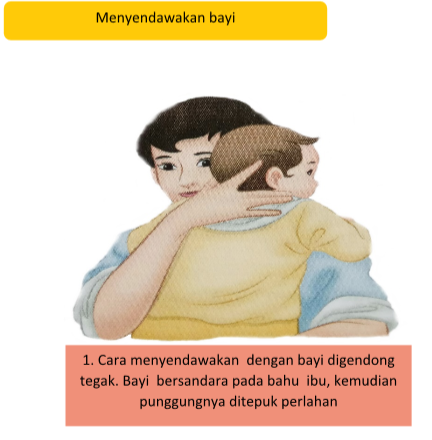 Menyendawakan bayi
1. Cara menyendawakan dengan bayi digendong
tegak. Bayi bersandara pada bahu ibu, kemudian
punggungnya ditepuk perlahan